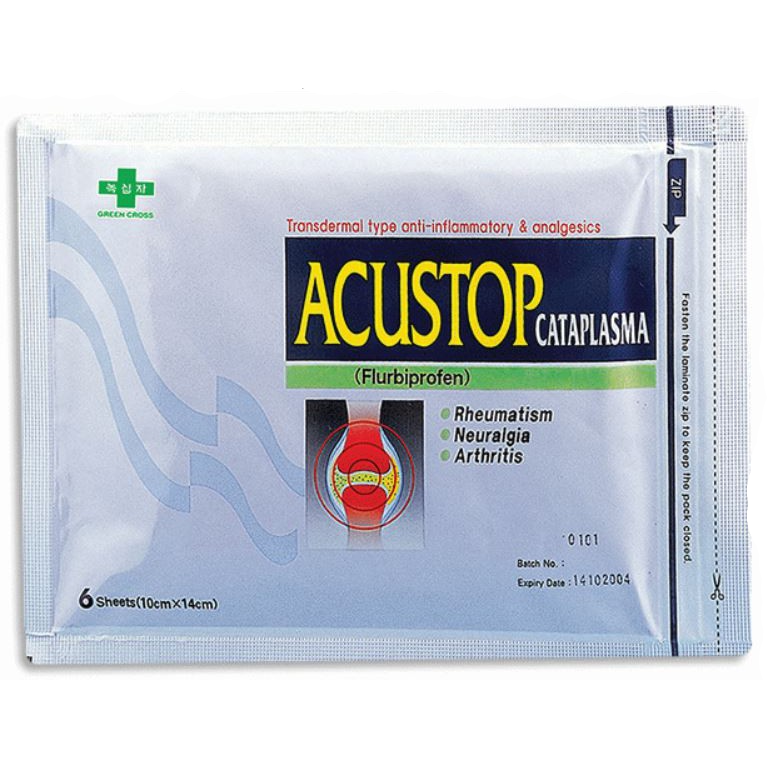 녹십자
GREEN CROSS
Transdermal type anti-inflammatory & analgesics
ACUSTOP CATAPLASMA
(Flurbiprofen)
Rheumatism
Neuralgia
Arthritis
0101
Batch No. :
Expiry Date : 14102004
6 Sheets(10cm×14cm)
ZIP
Fasten the laminate zip to keep the pack closed.